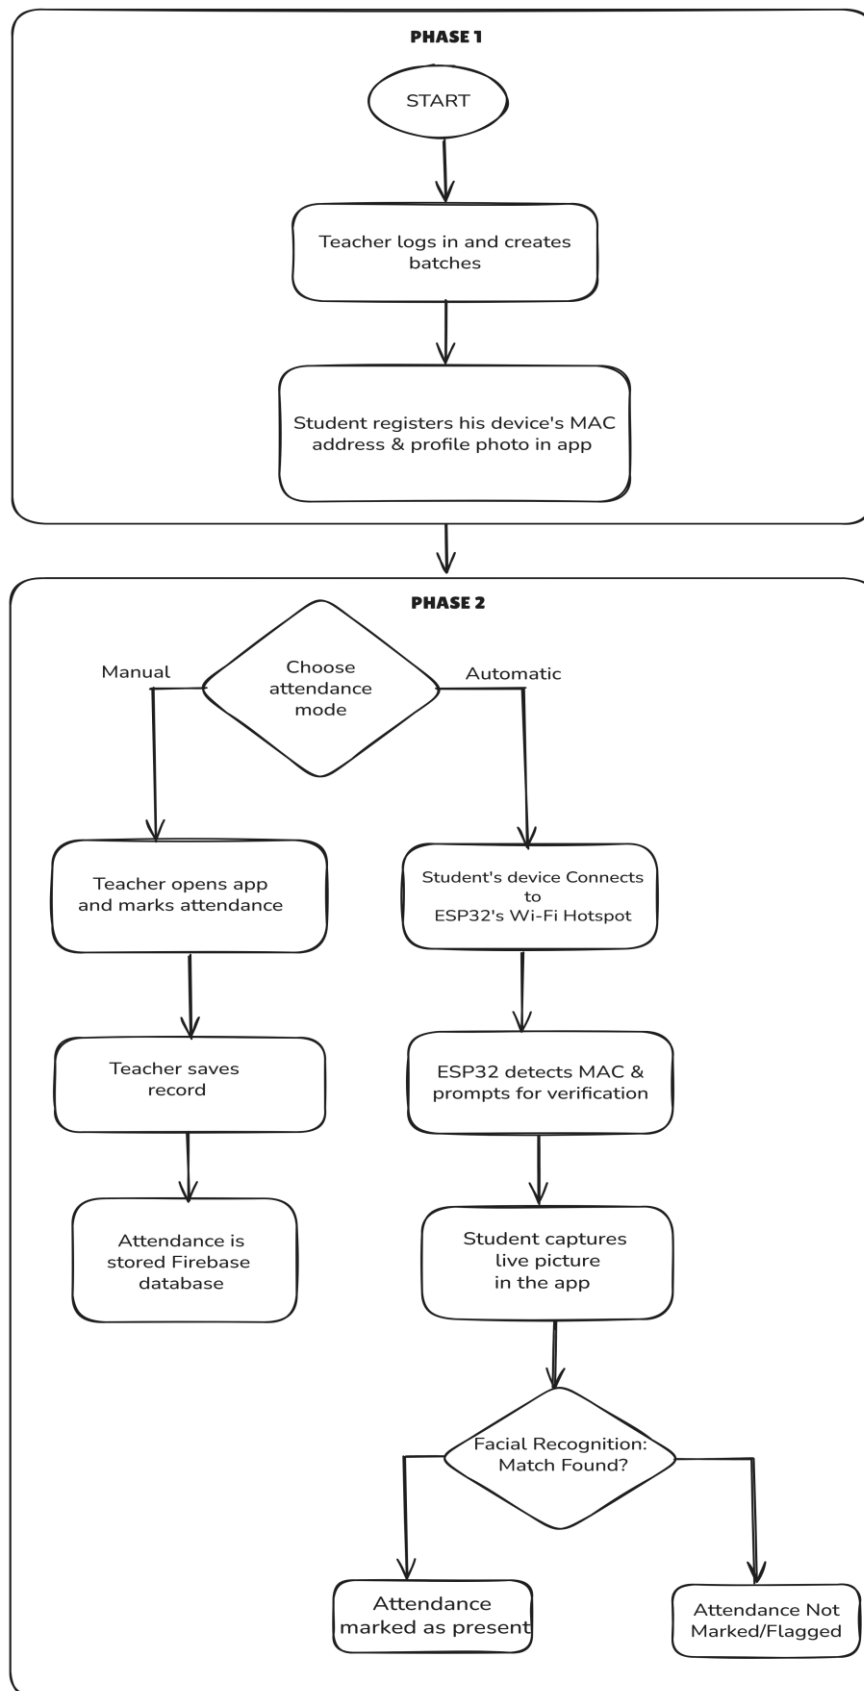 PHASE 1
START
Teacher logs in and creates
batches
Student registers his device's MAC
address & profile photo in app
PHASE 2
Choose
attendance
mode
Manual
Automatic
Teacher opens app
and marks attendance
Teacher saves
record
Attendance is
stored Firebase
database
Student's device Connects
to
ESP32's Wi-Fi Hotspot
ESP32 detects MAC &
prompts for verification
Student captures
live picture
in the app
Facial Recognition:
Match Found?
Attendance
marked as present
Attendance Not
Marked/Flagged